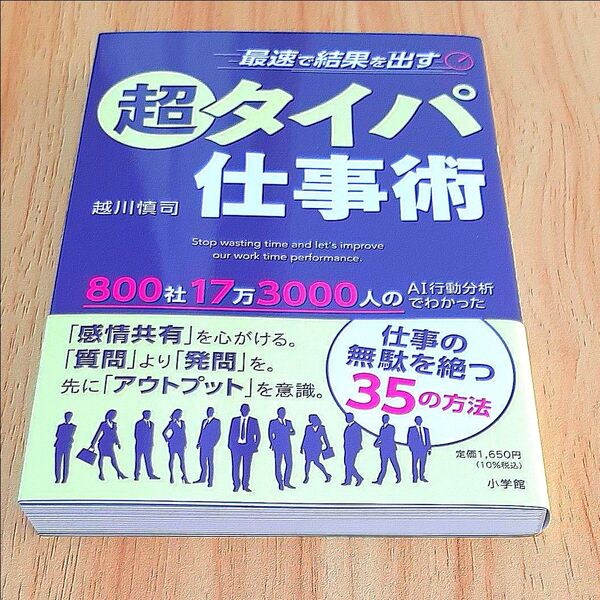 最速で結果を出す
超タイパ
仕事術
越川慎司
Stop wasting time and let's improve
our work time performance.
800社17万3000人の
AI行動分析
でわかった
「感情共有」を心がける。
「質問」より「発問」を。
先に「アウトプット」を意識。
仕事の
無駄を絶つ
35の方法
定価1,650円
(10%税込)
小学館